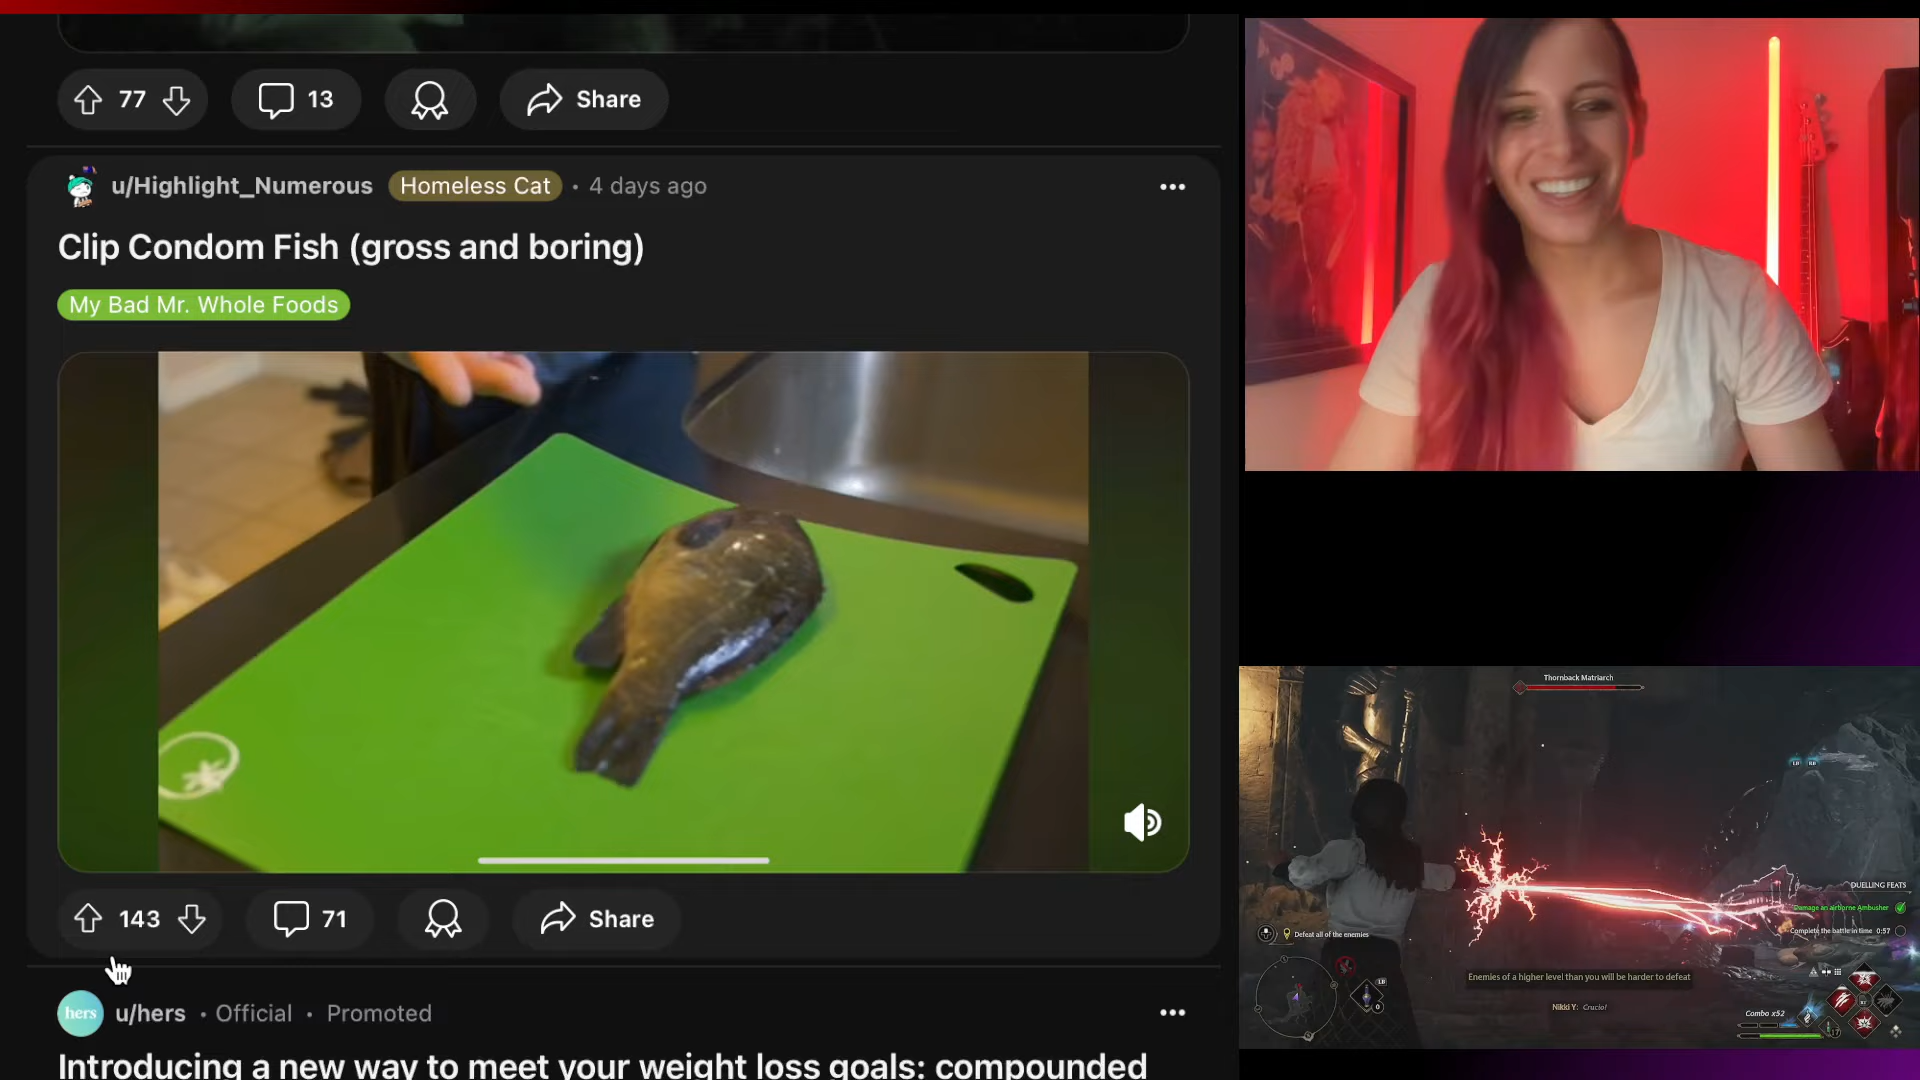 77
13
Share
u/Highlight_Numerous
Homeless Cat
• 4 days ago
Clip Condom Fish (gross and boring)
My Bad Mr. Whole Foods
143
71
Share
hers
u/hers • Official • Promoted
Introducing a new way to meet your weight loss goals: compounded
Thornback Matriarch
DUELLING FEATS
Damage an airborne Ambusher
Complete the battle in time 0:57
Defeat all of the enemies
Enemies of a higher level than you will be harder to defeat
Nikki Y: Crucio!
LB
0
Combo x52